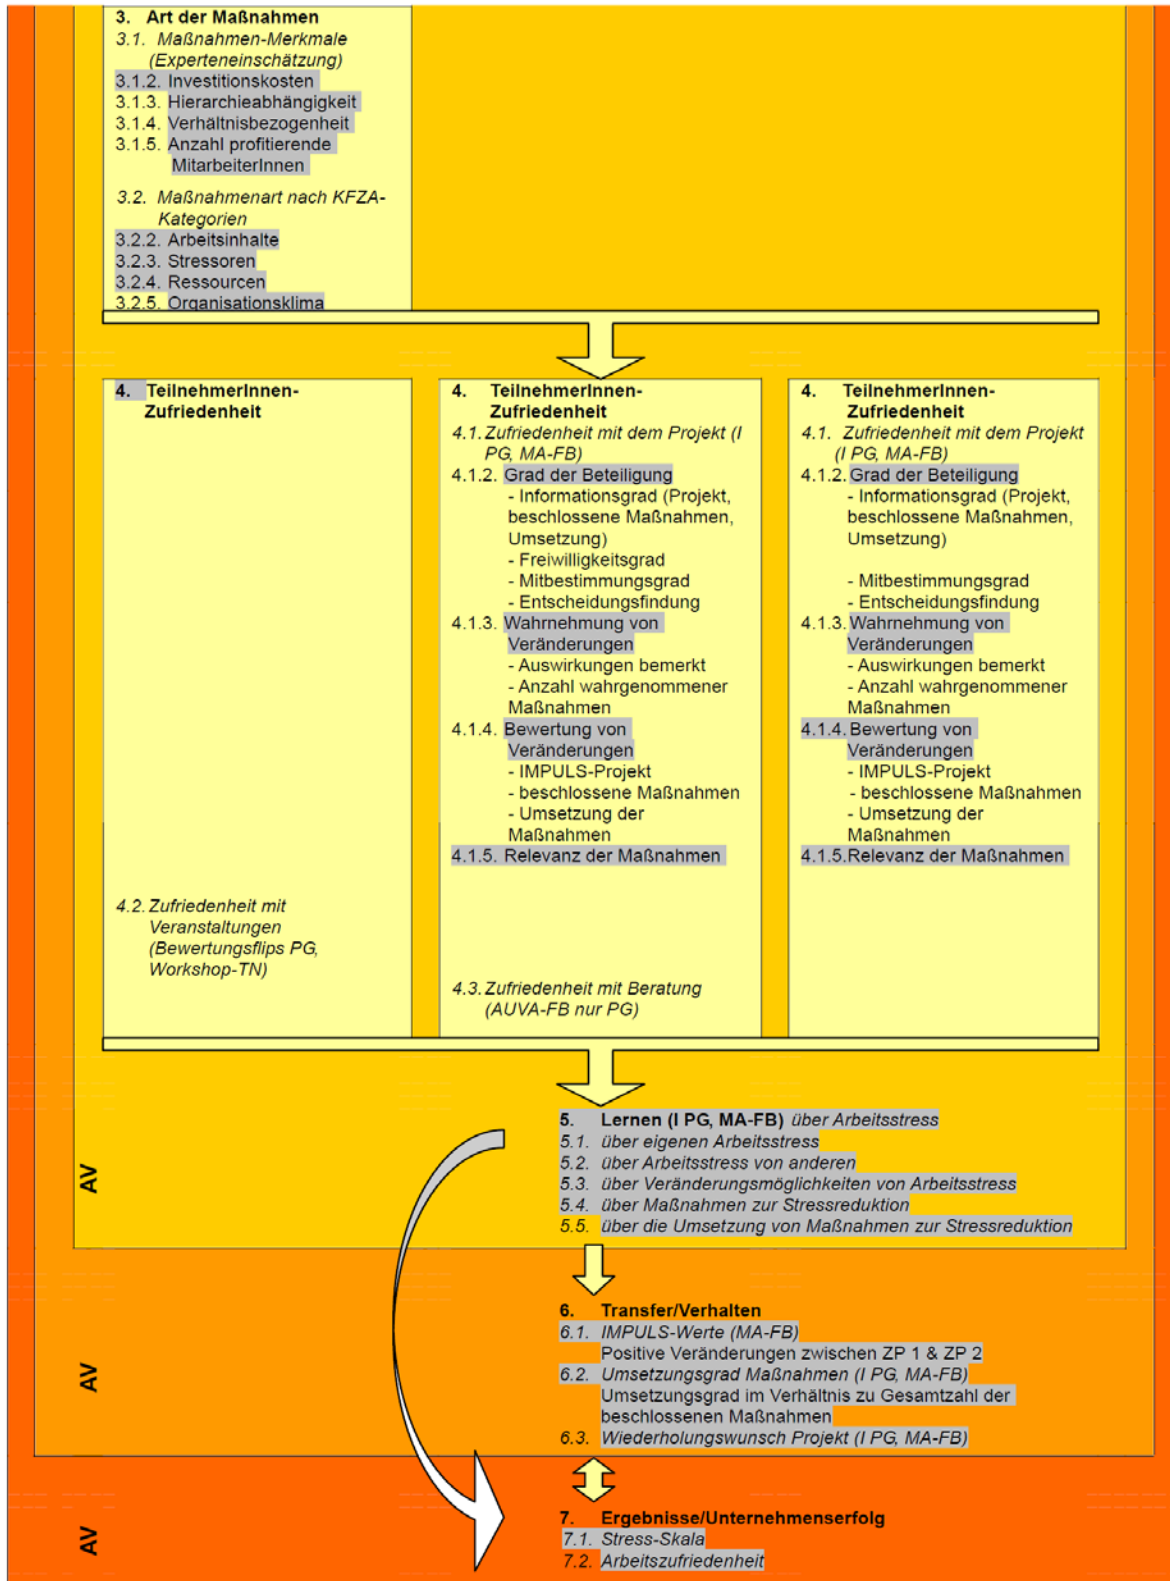 3. Art der Maßnahmen
3.1. Maßnahmen-Merkmale
(Experteneinschätzung)
3.1.2. Investitionskosten
3.1.3. Hierarchieabhängigkeit
3.1.4. Verhältnisbezogenheit
3.1.5. Anzahl profitierende
MitarbeiterInnen
3.2. Maßnahmenart nach KFZA-
Kategorien
3.2.2. Arbeitsinhalte
3.2.3. Stressoren
3.2.4. Ressourcen
3.2.5. Organisationsklima
4. TeilnehmerInnen-
Zufriedenheit
4.2. Zufriedenheit mit
Veranstaltungen
(Bewertungsflips PG,
Workshop-TN)
4. TeilnehmerInnen-
Zufriedenheit
4.1. Zufriedenheit mit dem Projekt (I
PG, MA-FB)
4.1.2. Grad der Beteiligung
- Informationsgrad (Projekt,
beschlossene Maßnahmen,
Umsetzung)
- Freiwilligkeitsgrad
- Mitbestimmungsgrad
- Entscheidungsfindung
4.1.3. Wahrnehmung von
Veränderungen
- Auswirkungen bemerkt
- Anzahl wahrgenommener
Maßnahmen
4.1.4. Bewertung von
Veränderungen
- IMPULS-Projekt
- beschlossene Maßnahmen
- Umsetzung der
Maßnahmen
4.1.5. Relevanz der Maßnahmen
4.3. Zufriedenheit mit Beratung
(AUVA-FB nur PG)
4. TeilnehmerInnen-
Zufriedenheit
4.1. Zufriedenheit mit dem Projekt
(I PG, MA-FB)
4.1.2. Grad der Beteiligung
- Informationsgrad (Projekt,
beschlossene Maßnahmen,
Umsetzung)
- Mitbestimmungsgrad
- Entscheidungsfindung
4.1.3. Wahrnehmung von
Veränderungen
- Auswirkungen bemerkt
- Anzahl wahrgenommener
Maßnahmen
4.1.4. Bewertung von
Veränderungen
- IMPULS-Projekt
- beschlossene Maßnahmen
- Umsetzung der
Maßnahmen
4.1.5. Relevanz der Maßnahmen
AV
5. Lernen (I PG, MA-FB) über Arbeitsstress
5.1. über eigenen Arbeitsstress
5.2. über Arbeitsstress von anderen
5.3. über Veränderungsmöglichkeiten von Arbeitsstress
5.4. über Maßnahmen zur Stressreduktion
5.5. über die Umsetzung von Maßnahmen zur Stressreduktion
AV
6. Transfer/Verhalten
6.1. IMPULS-Werte (MA-FB)
Positive Veränderungen zwischen ZP 1 & ZP 2
6.2. Umsetzungsgrad Maßnahmen (I PG, MA-FB)
Umsetzungsgrad im Verhältnis zu Gesamtzahl der
beschlossenen Maßnahmen
6.3. Wiederholungswunsch Projekt (I PG, MA-FB)
AV
7. Ergebnisse/Unternehmenserfolg
7.1. Stress-Skala
7.2. Arbeitszufriedenheit